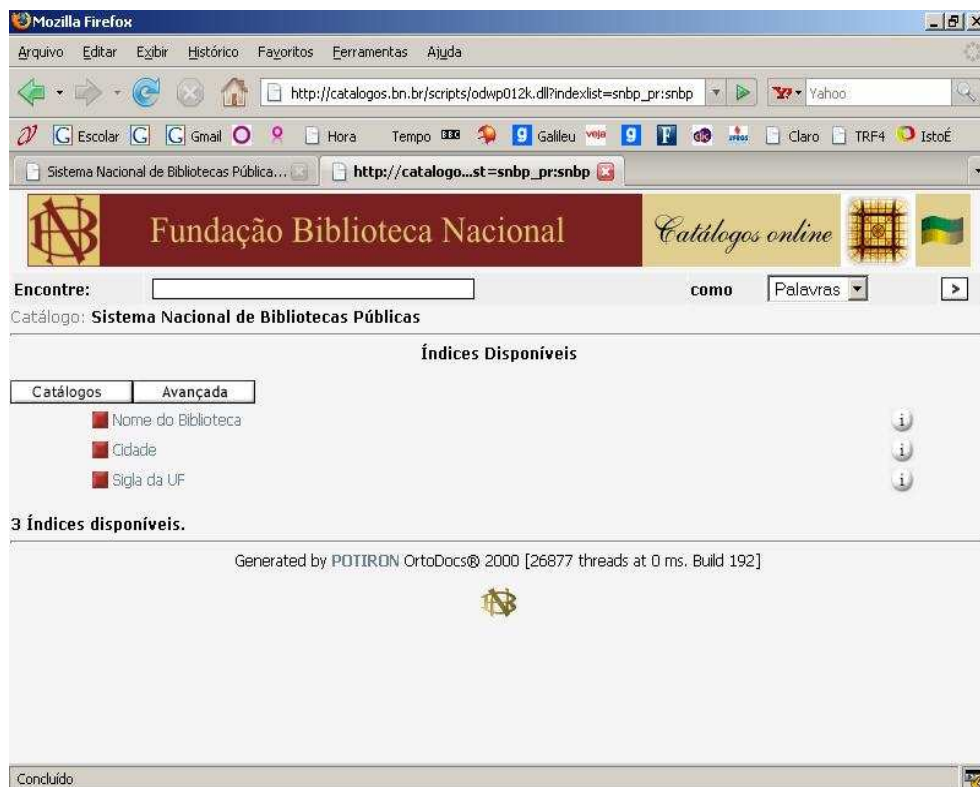 Mozilla Firefox
Arquivo Editar Exibir Histórico Favoritos Ferramentas Ajuda
http://catalogos.bn.br/scripts/odwp012k.dll?indexlist=snbp_pr:snbp Yahoo
Escolar Gmail Hora Tempo BBC Galileu veja clic Claro TRF4 IstoÉ
Sistema Nacional de Bibliotecas Pública... http://catalogo...st=snbp_pr:snbp
Fundação Biblioteca Nacional Catálogos online
Encontre: como Palavras >
Catálogo: Sistema Nacional de Bibliotecas Públicas
Índices Disponíveis
Catálogos Avançada
Nome do Biblioteca i
Cidade i
Sigla da UF i
3 Índices disponíveis.
Generated by POTIRON OrtoDocs® 2000 [26877 threads at 0 ms. Build 192]
Concluído